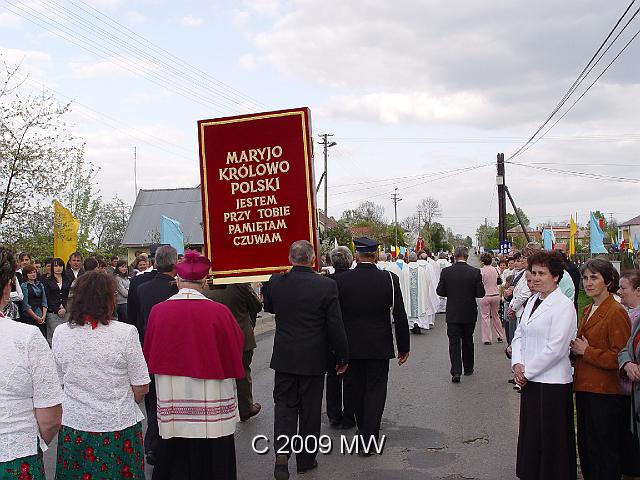 MARYJO
KRÓLOWO
POLSKI
JESTEM
PRZY TOBIE
PAMIĘTAM
CZUWAM
C 2009 MW